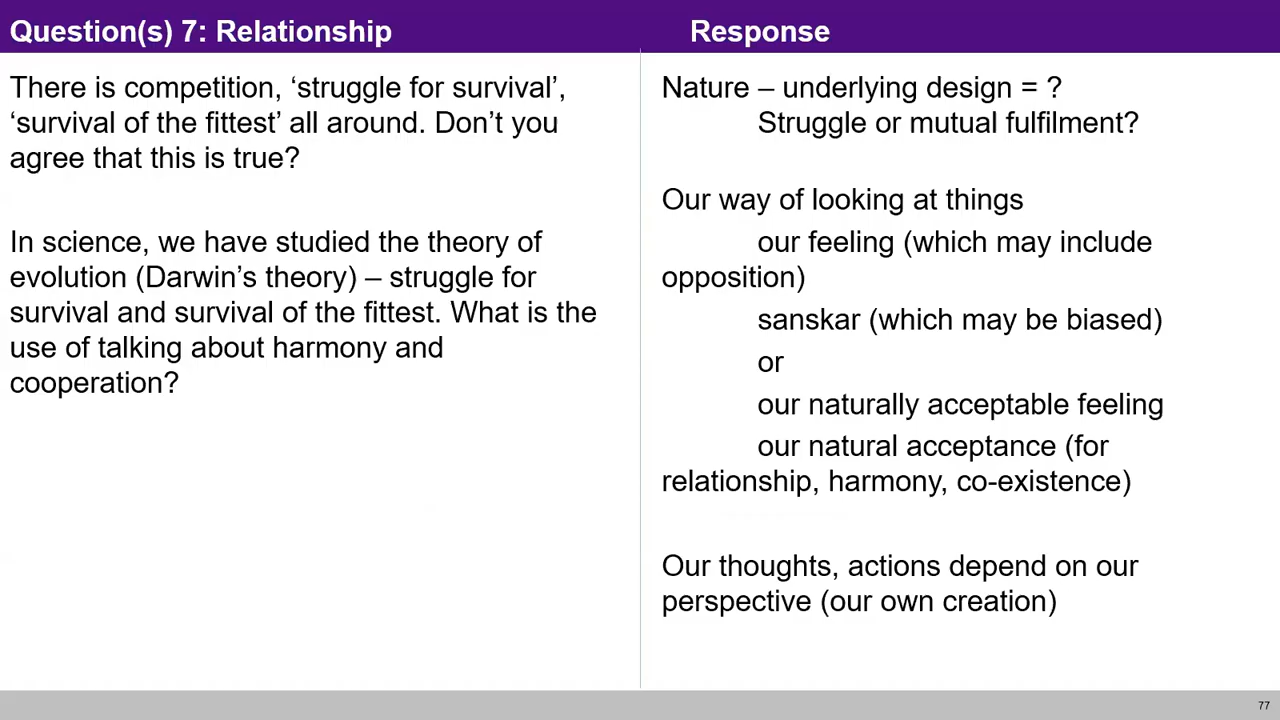 Question(s) 7: Relationship
There is competition, ‘struggle for survival’,
‘survival of the fittest’ all around. Don’t you
agree that this is true?
In science, we have studied the theory of
evolution (Darwin’s theory) – struggle for
survival and survival of the fittest. What is the
use of talking about harmony and
cooperation?
Response
Nature – underlying design = ?
Struggle or mutual fulfilment?
Our way of looking at things
our feeling (which may include
opposition)
sanskar (which may be biased)
or
our naturally acceptable feeling
our natural acceptance (for
relationship, harmony, co-existence)
Our thoughts, actions depend on our
perspective (our own creation)
77